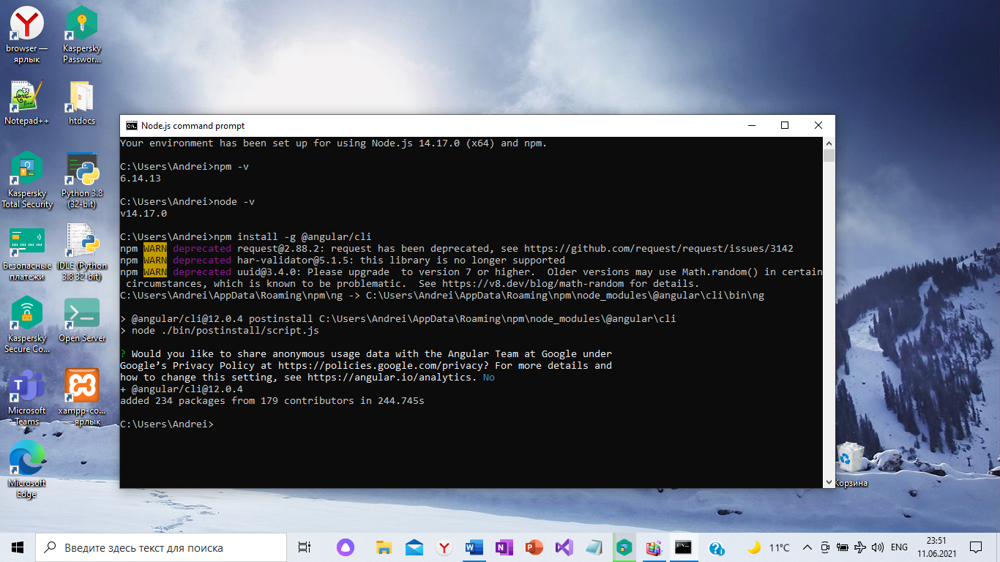 browser —
ярлык
Kaspersky
Passwor...
Notepad++
htdocs
Kaspersky
Total Security
Python 3.8
(32-bit)
Безопасные
платежи
IDLE (Python
3.8 32-bit)
Kaspersky
Secure Co...
Open Server
Microsoft
Teams
xampp-co...
— ярлык
Microsoft
Edge
Node.js command prompt
Your environment has been set up for using Node.js 14.17.0 (x64) and npm.
C:\Users\Andrei>npm -v
6.14.13
C:\Users\Andrei>node -v
v14.17.0
C:\Users\Andrei>npm install -g @angular/cli
npm WARN deprecated request@2.88.2: request has been deprecated, see https://github.com/request/request/issues/3142
npm WARN deprecated har-validator@5.1.5: this library is no longer supported
npm WARN deprecated uuid@3.4.0: Please upgrade  to version 7 or higher.  Older versions may use Math.random() in certain
circumstances, which is known to be problematic.  See https://v8.dev/blog/math-random for details.
C:\Users\Andrei\AppData\Roaming\npm\ng -> C:\Users\Andrei\AppData\Roaming\npm\node_modules\@angular\cli\bin\ng
> @angular/cli@12.0.4 postinstall C:\Users\Andrei\AppData\Roaming\npm\node_modules\@angular\cli
> node ./bin/postinstall/script.js
? Would you like to share anonymous usage data with the Angular Team at Google under
Google’s Privacy Policy at https://policies.google.com/privacy? For more details and
how to change this setting, see https://angular.io/analytics. No
+ @angular/cli@12.0.4
added 234 packages from 179 contributors in 244.745s
C:\Users\Andrei>
Корзина
Введите здесь текст для поиска
11°C
ENG
23:51
11.06.2021